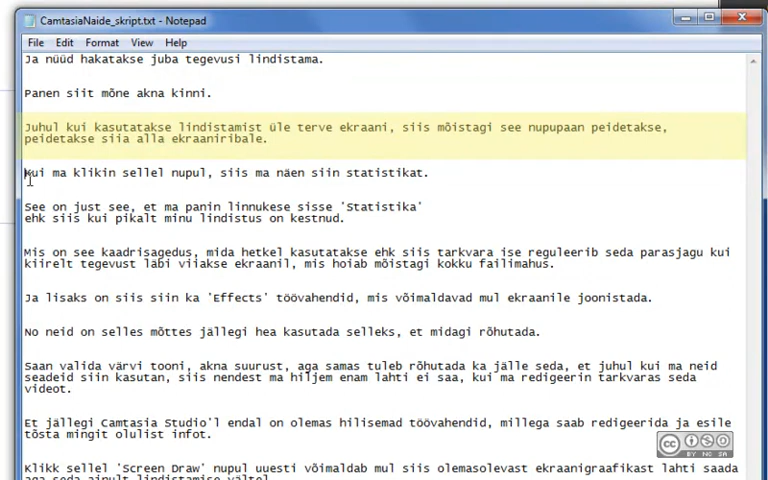 CamtasiaNaide_skript.txt - Notepad
File Edit Format View Help
Ja nüüd hakatakse juba tegevusi lindistama.
Panen siit mõne akna kinni.
Juhul kui kasutatakse lindistamist üle terve ekraani, siis mõistagi see nupupaan peidetakse,
peidetakse siia alla ekraaniribale.
Kui ma klikin sellel nupul, siis ma näen siin statistikat.
See on just see, et ma panin linnukese sisse 'Statistika'
ehk siis kui pikalt minu lindistus on kestnud.
Mis on see kaadrisagedus, mida hetkel kasutatakse ehk siis tarkvara ise reguleerib seda parasjagu kui
kiirelt tegevust läbi viiakse ekraanil, mis hoiab mõistagi kokku failimahus.
Ja lisaks on siis siin ka 'Effects' töövahendid, mis võimaldavad mul ekraanile joonistada.
No neid on selles mõttes jällegi hea kasutada selleks, et midagi rõhutada.
Saan valida värvi tooni, akna suurust, aga samas tuleb rõhutada ka jälle seda, et juhul kui ma neid
seadeid siin kasutan, siis nendest ma hiljem enam lahti ei saa, kui ma redigeerin tarkvaras seda
videot.
Et jällegi Camtasia Studio'l endal on olemas hilisemad töövahendid, millega saab redigeerida ja esile
tõsta mingit olulist infot.
cc BY NC SA
Klikk sellel 'Screen Draw' nupul uuesti võimaldab mul siis olemasolevast ekraanigraafikast lahti saada
aga seda ainult lindistamise vältel.